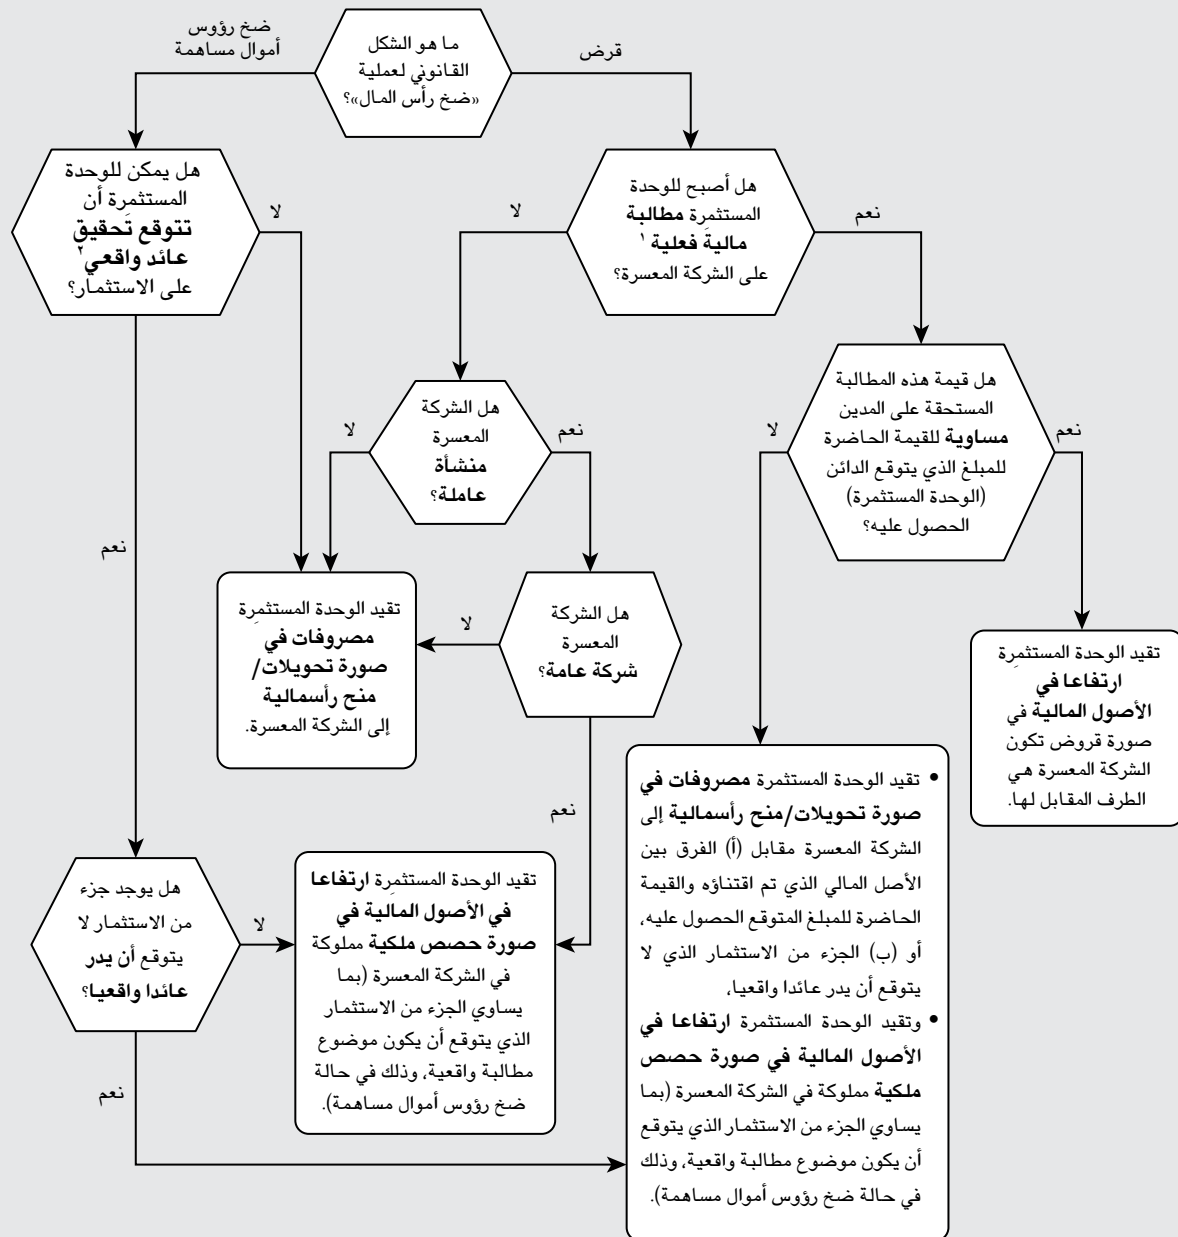 ما هو الشكل
القانوني لعملية
«ضخ رأس المال»؟
قرض
ضخ رؤوس
أموال مساهمة
هل أصبح للوحدة
المستثمِرة مطالبة
مالية فعلية ١
على الشركة المعسرة؟
نعم
لا
هل يمكن للوحدة
المستثمِرة أن
تتوقع تحقيق
عائد واقعي٢
على الاستثمار؟
لا
نعم
هل قيمة هذه المطالبة
المستحقة على المدين
مساوية للقيمة الحاضرة
للمبلغ الذي يتوقع الدائن
(الوحدة المستثمرة)
الحصول عليه؟
نعم
لا
هل الشركة
المعسرة
منشأة
عاملة؟
نعم
لا
هل الشركة
المعسرة
شركة عامة؟
لا
نعم
تقيد الوحدة المستثمِرة
مصروفات في
صورة تحويلات/
منح رأسمالية
إلى الشركة المعسرة.
تقيد الوحدة المستثمِرة
ارتفاعا في
الأصول المالية في
صورة قروض تكون
الشركة المعسرة هي
الطرف المقابل لها.
• تقيد الوحدة المستثمرة مصروفات في
صورة تحويلات/منح رأسمالية إلى
الشركة المعسرة مقابل (أ) الفرق بين
الأصل المالي الذي تم اقتناؤه والقيمة
الحاضرة للمبلغ المتوقع الحصول عليه،
أو (ب) الجزء من الاستثمار الذي لا
يتوقع أن يدر عائدا واقعيا،
• وتقيد الوحدة المستثمرة ارتفاعا في
الأصول المالية في صورة حصص
ملكية مملوكة في الشركة المعسرة (بما
يساوي الجزء من الاستثمار الذي يتوقع
أن يكون موضوع مطالبة واقعية، وذلك
في حالة ضخ رؤوس أموال مساهمة).
تقيد الوحدة المستثمِرة ارتفاعا
في الأصول المالية في
صورة حصص ملكية مملوكة
في الشركة المعسرة (بما
يساوي الجزء من الاستثمار
الذي يتوقع أن يكون موضوع
مطالبة واقعية، وذلك في حالة
ضخ رؤوس أموال مساهمة).
هل يوجد جزء
من الاستثمار لا
يتوقع أن يدر
عائدا واقعيا؟
لا
نعم